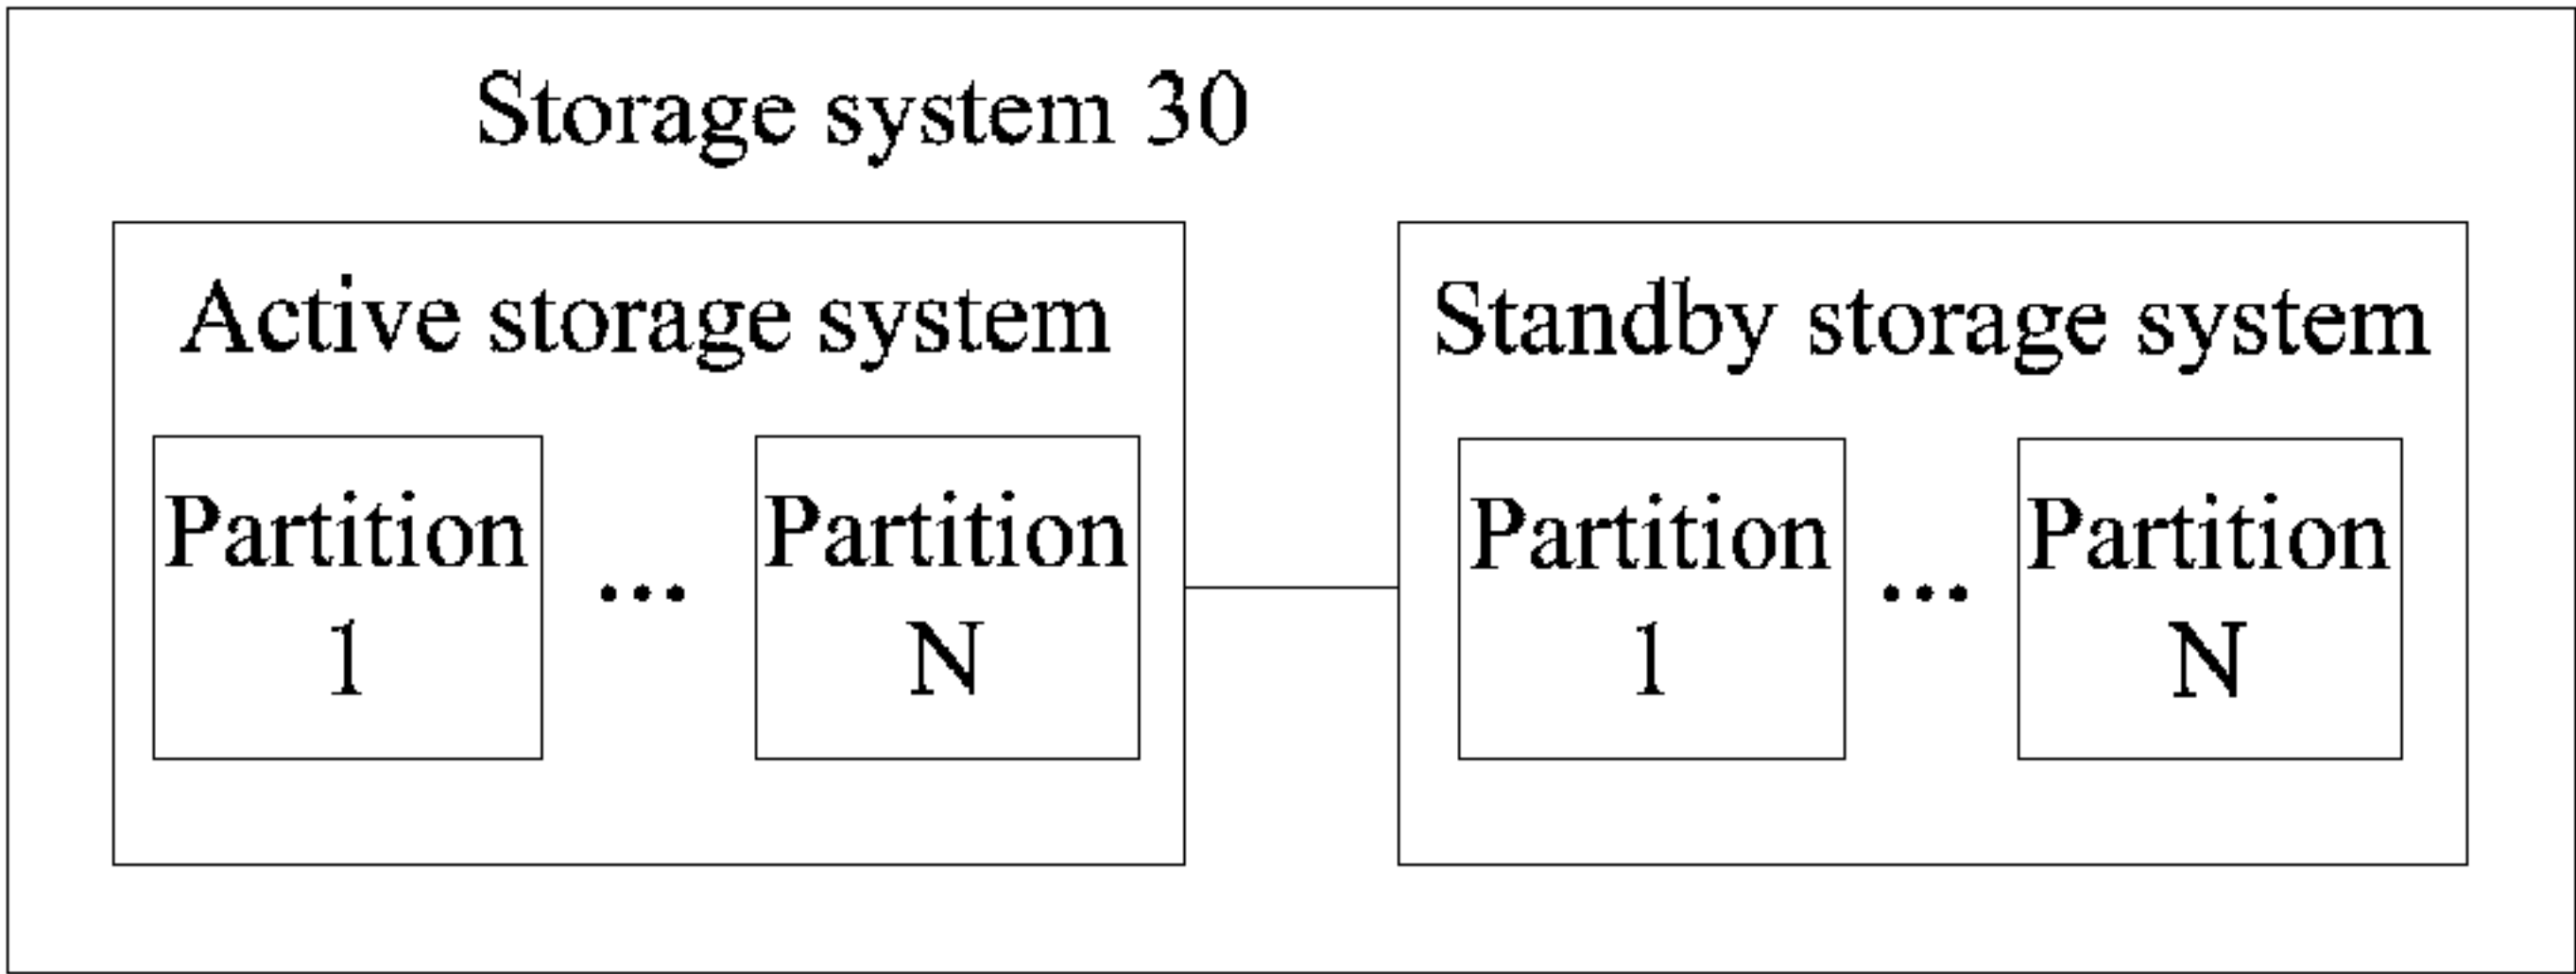 Storage system 30
Active storage system
Standby storage system
Partition
1
...
Partition
N
Partition
1
...
Partition
N